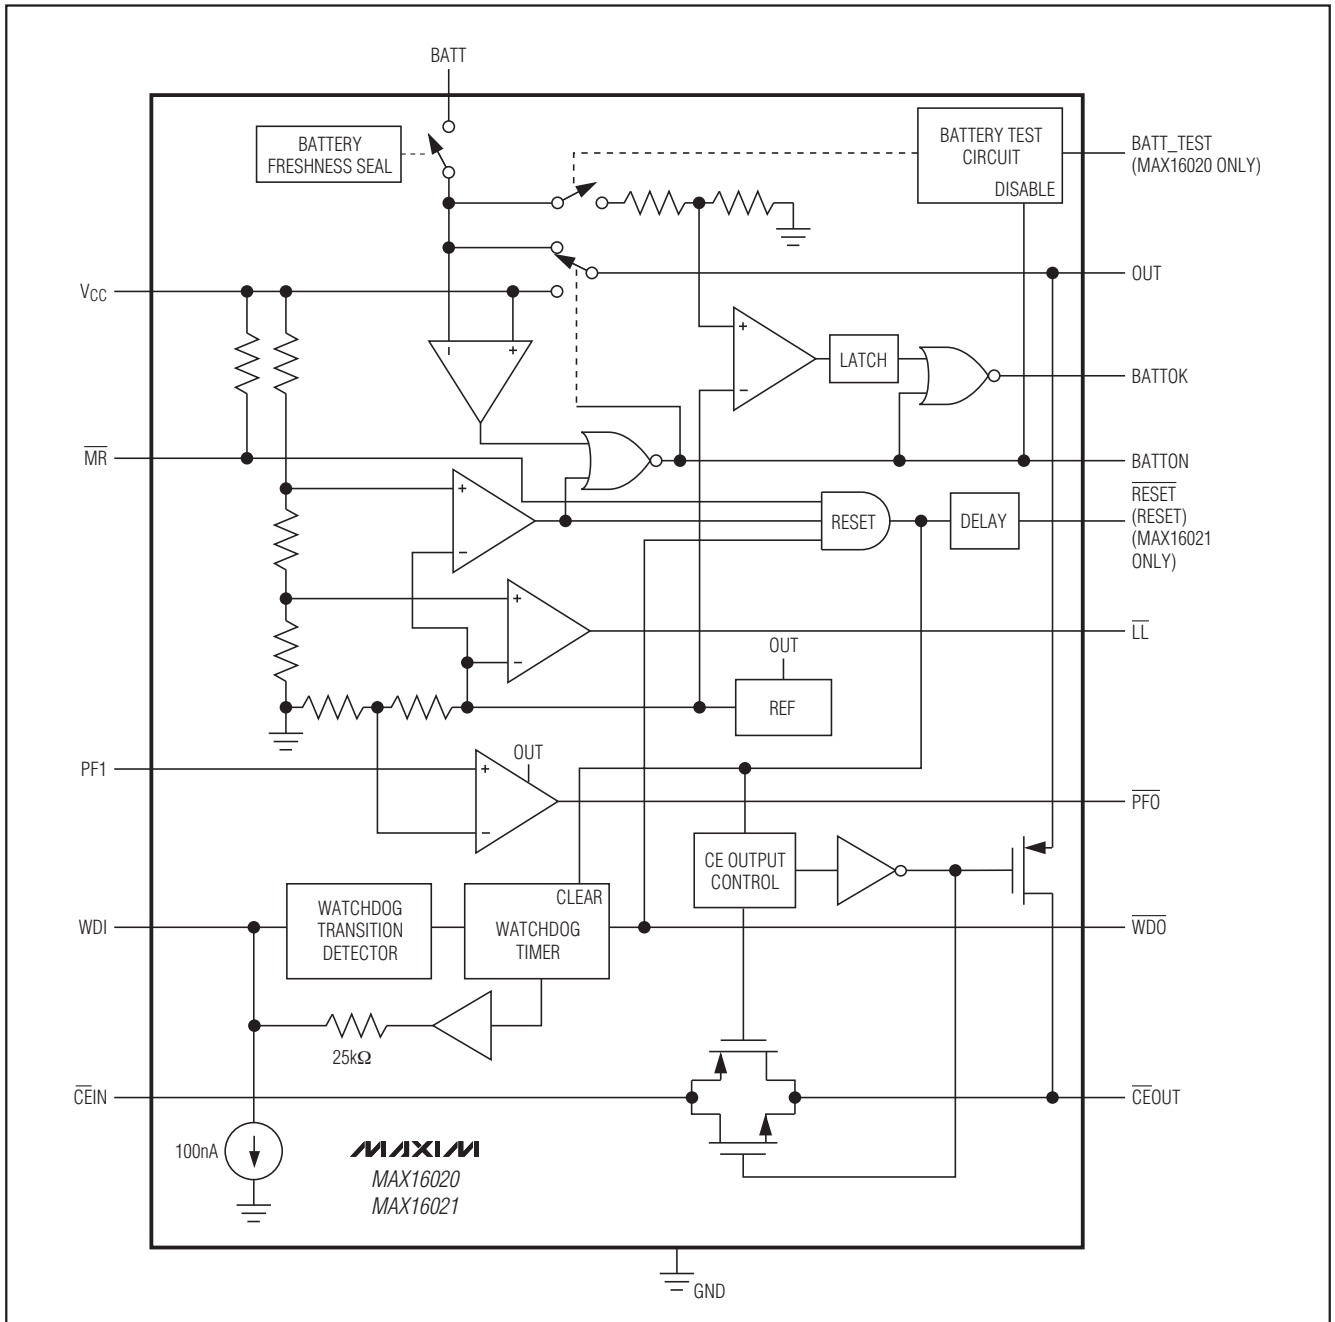 BATT
BATTERY
FRESHNESS SEAL
BATTERY TEST
CIRCUIT
DISABLE
BATT_TEST
(MAX16020 ONLY)
OUT
VCC
+
+
LATCH
BATTOK
MR
BATTON
+
RESET
DELAY
RESET
(RESET)
(MAX16021
ONLY)
+
LL
OUT
REF
PF1
OUT
+
PFO
CE OUTPUT
CONTROL
CLEAR
WDI
WATCHDOG
TRANSITION
DETECTOR
WATCHDOG
TIMER
WDO
25kΩ
CEIN
CEOUT
100nA
MAXIM
MAX16020
MAX16021
GND